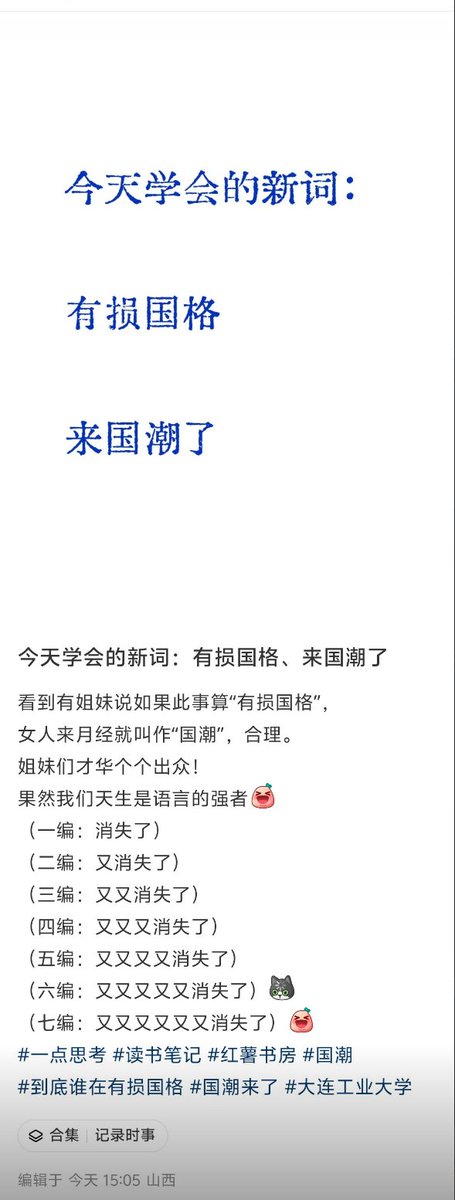 今天学会的新词：
有损国格
来国潮了
今天学会的新词：有损国格、来国潮了
看到有姐妹说如果此事算“有损国格”，
女人来月经就叫作“国潮”，合理。
姐妹们才华个个出众！
果然我们天生是语言的强者
（一编：消失了）
（二编：又消失了）
（三编：又又消失了）
（四编：又又又消失了）
（五编：又又又又消失了）
（六编：又又又又又消失了）
（七编：又又又又又又消失了）
#一点思考 #读书笔记 #红薯书房 #国潮
#到底谁在有损国格 #国潮来了 #大连工业大学
合集 | 记录时事
编辑于 今天 15:05 山西